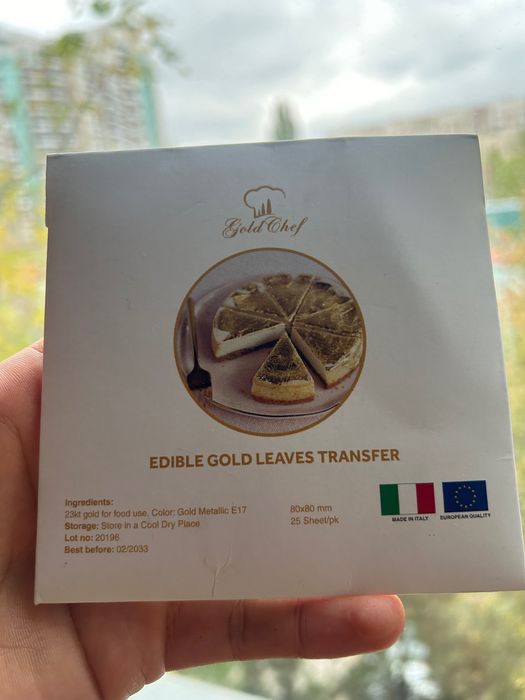 Gold Chef
EDIBLE GOLD LEAVES TRANSFER
Ingredients:
23kt gold for food use, Color: Gold Metallic E17
Storage: Store in a Cool Dry Place
Lot no: 20196
Best before: 02/2033
80x80 mm
25 Sheet/pk
MADE IN ITALY
EUROPEAN QUALITY